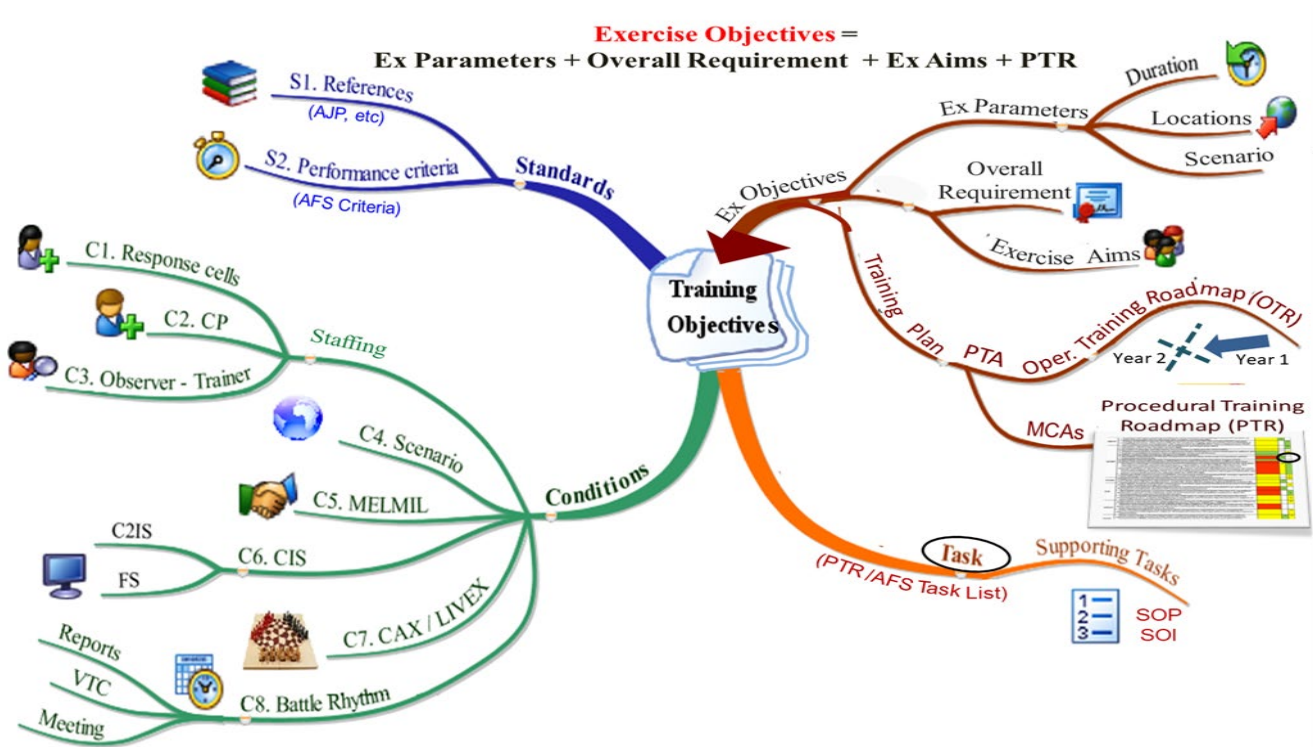 Exercise Objectives =
Ex Parameters + Overall Requirement + Ex Aims + PTR
S1. References
(AJP, etc)
S2. Performance criteria
(AFS Criteria)
Standards
Ex Objectives
Ex Parameters
Duration
Locations
Scenario
Overall
Requirement
Exercise Aims
Training Plan
PTA
Oper. Training Roadmap (OTR)
Year 2
Year 1
MCAs
Procedural Training
Roadmap (PTR)
Training
Objectives
C1. Response cells
C2. CP
C3. Observer - Trainer
Staffing
C4. Scenario
C5. MELMIL
Conditions
C2IS
FS
C6. CIS
C7. CAX / LIVEX
Reports
VTC
Meeting
C8. Battle Rhythm
Task
(PTR /AFS Task List)
Supporting Tasks
1
2
3
SOP
SOI